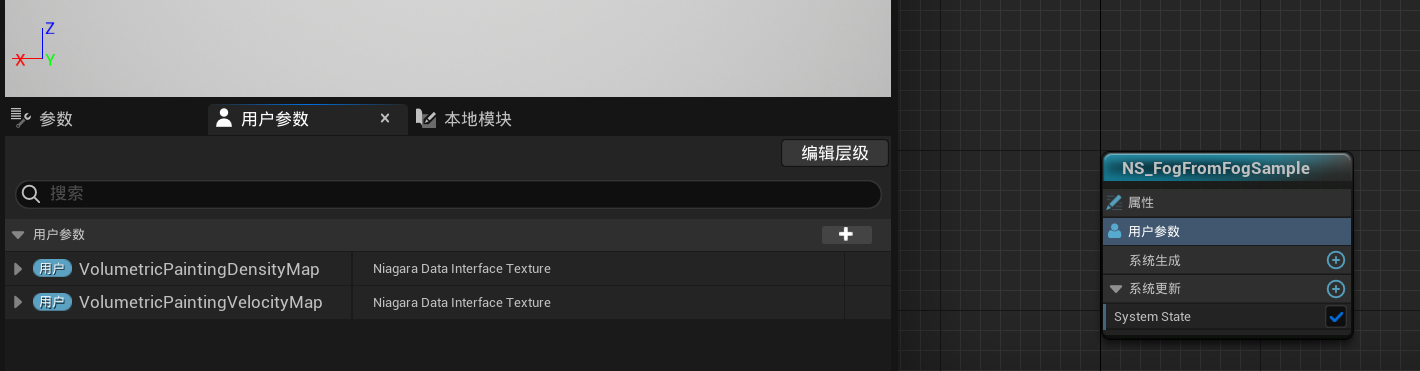 Z
X Y
参数
用户参数
本地模块
编辑层级
搜索
用户参数
用户 VolumetricPaintingDensityMap Niagara Data Interface Texture
用户 VolumetricPaintingVelocityMap Niagara Data Interface Texture
NS_FogFromFogSample
属性
用户参数
系统生成
系统更新
System State